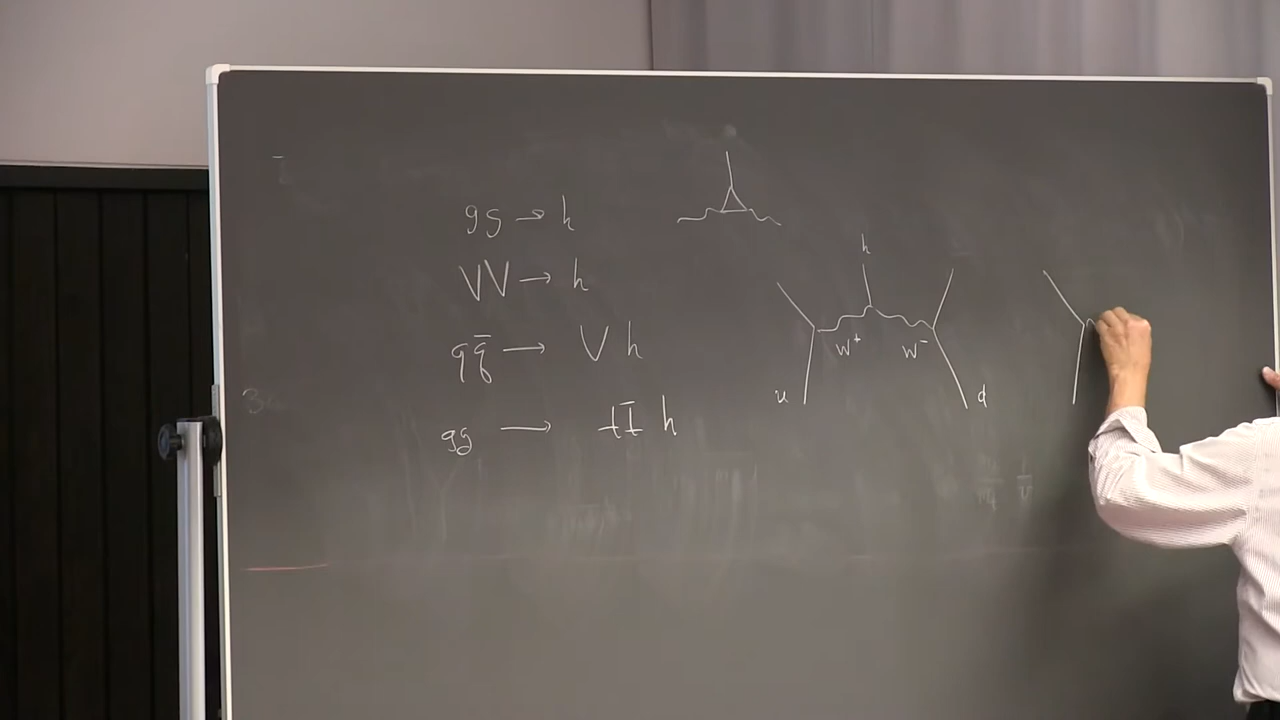 gg → h
VV → h
qq̄ → V h
gg → tt̄ h
h
W⁺ W⁻
u d